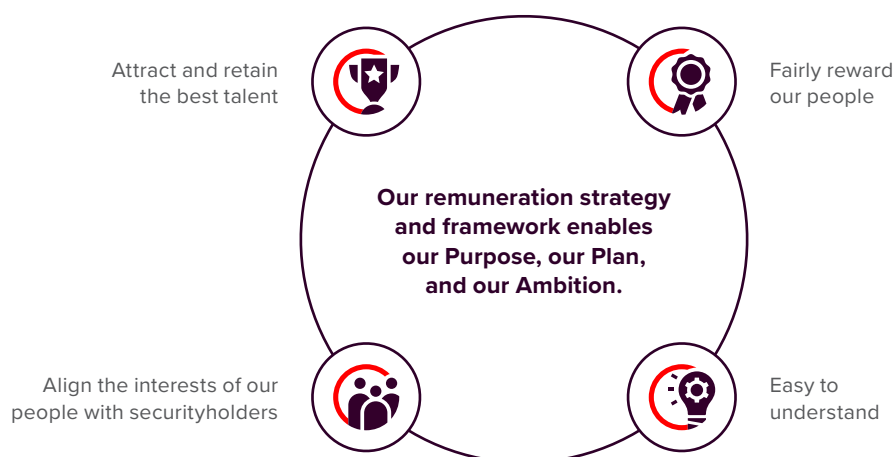 Attract and retain
the best talent
Fairly reward
our people
Our remuneration strategy
and framework enables
our Purpose, our Plan,
and our Ambition.
Align the interests of our
people with securityholders
Easy to
understand